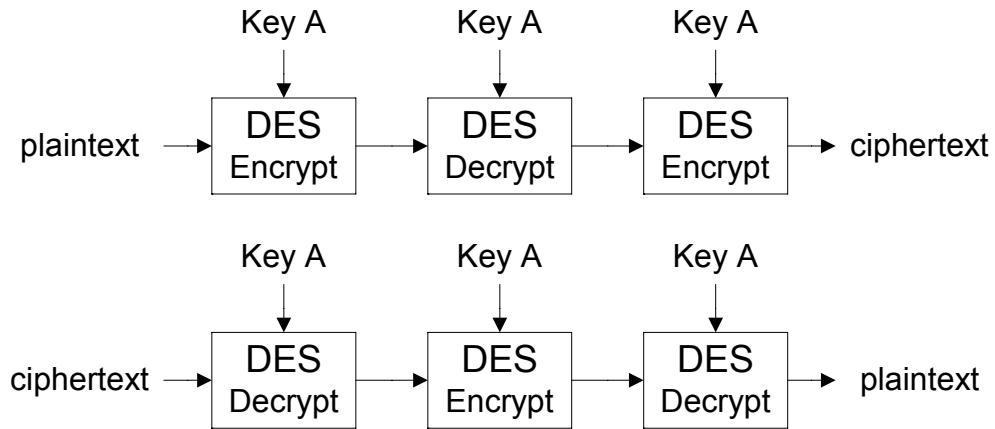 Key A Key A Key A
plaintext DES Encrypt DES Decrypt DES Encrypt ciphertext
Key A Key A Key A
ciphertext DES Decrypt DES Encrypt DES Decrypt plaintext